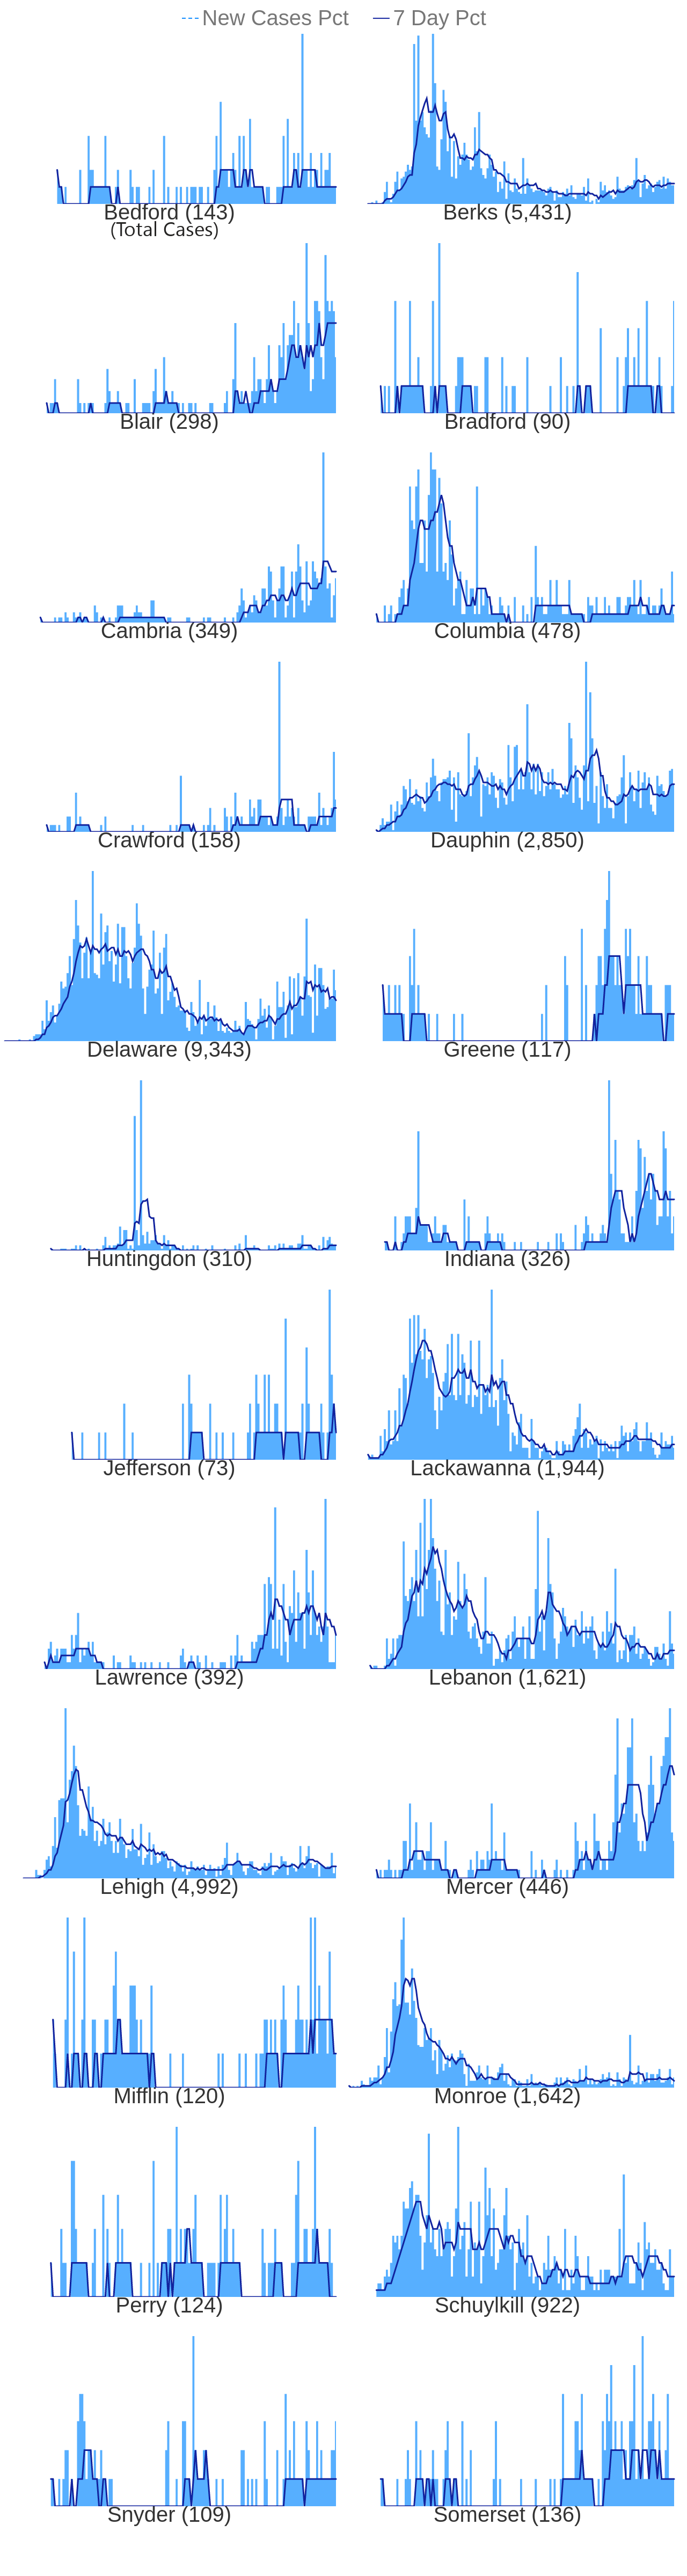 New Cases Pct 7 Day Pct
Bedford (143) Berks (5,431)
(Total Cases)
Blair (298) Bradford (90)
Cambria (349) Columbia (478)
Crawford (158) Dauphin (2,850)
Delaware (9,343) Greene (117)
Huntingdon (310) Indiana (326)
Jefferson (73) Lackawanna (1,944)
Lawrence (392) Lebanon (1,621)
Lehigh (4,992) Mercer (446)
Mifflin (120) Monroe (1,642)
Perry (124) Schuylkill (922)
Snyder (109) Somerset (136)